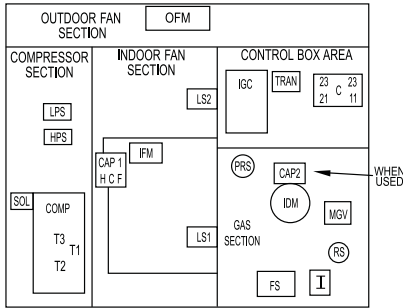 OUTDOOR FAN
SECTION
OFM
COMPRESSOR
SECTION
INDOOR FAN
SECTION
CONTROL BOX AREA
LPS
HPS
SOL
COMP
T3
T1
T2
LS2
CAP 1
H C F
IFM
LS1
IGC
TRAN
23 C 23
21 11
PRS
CAP2
WHEN
USED
IDM
MGV
GAS
SECTION
RS
FS
I